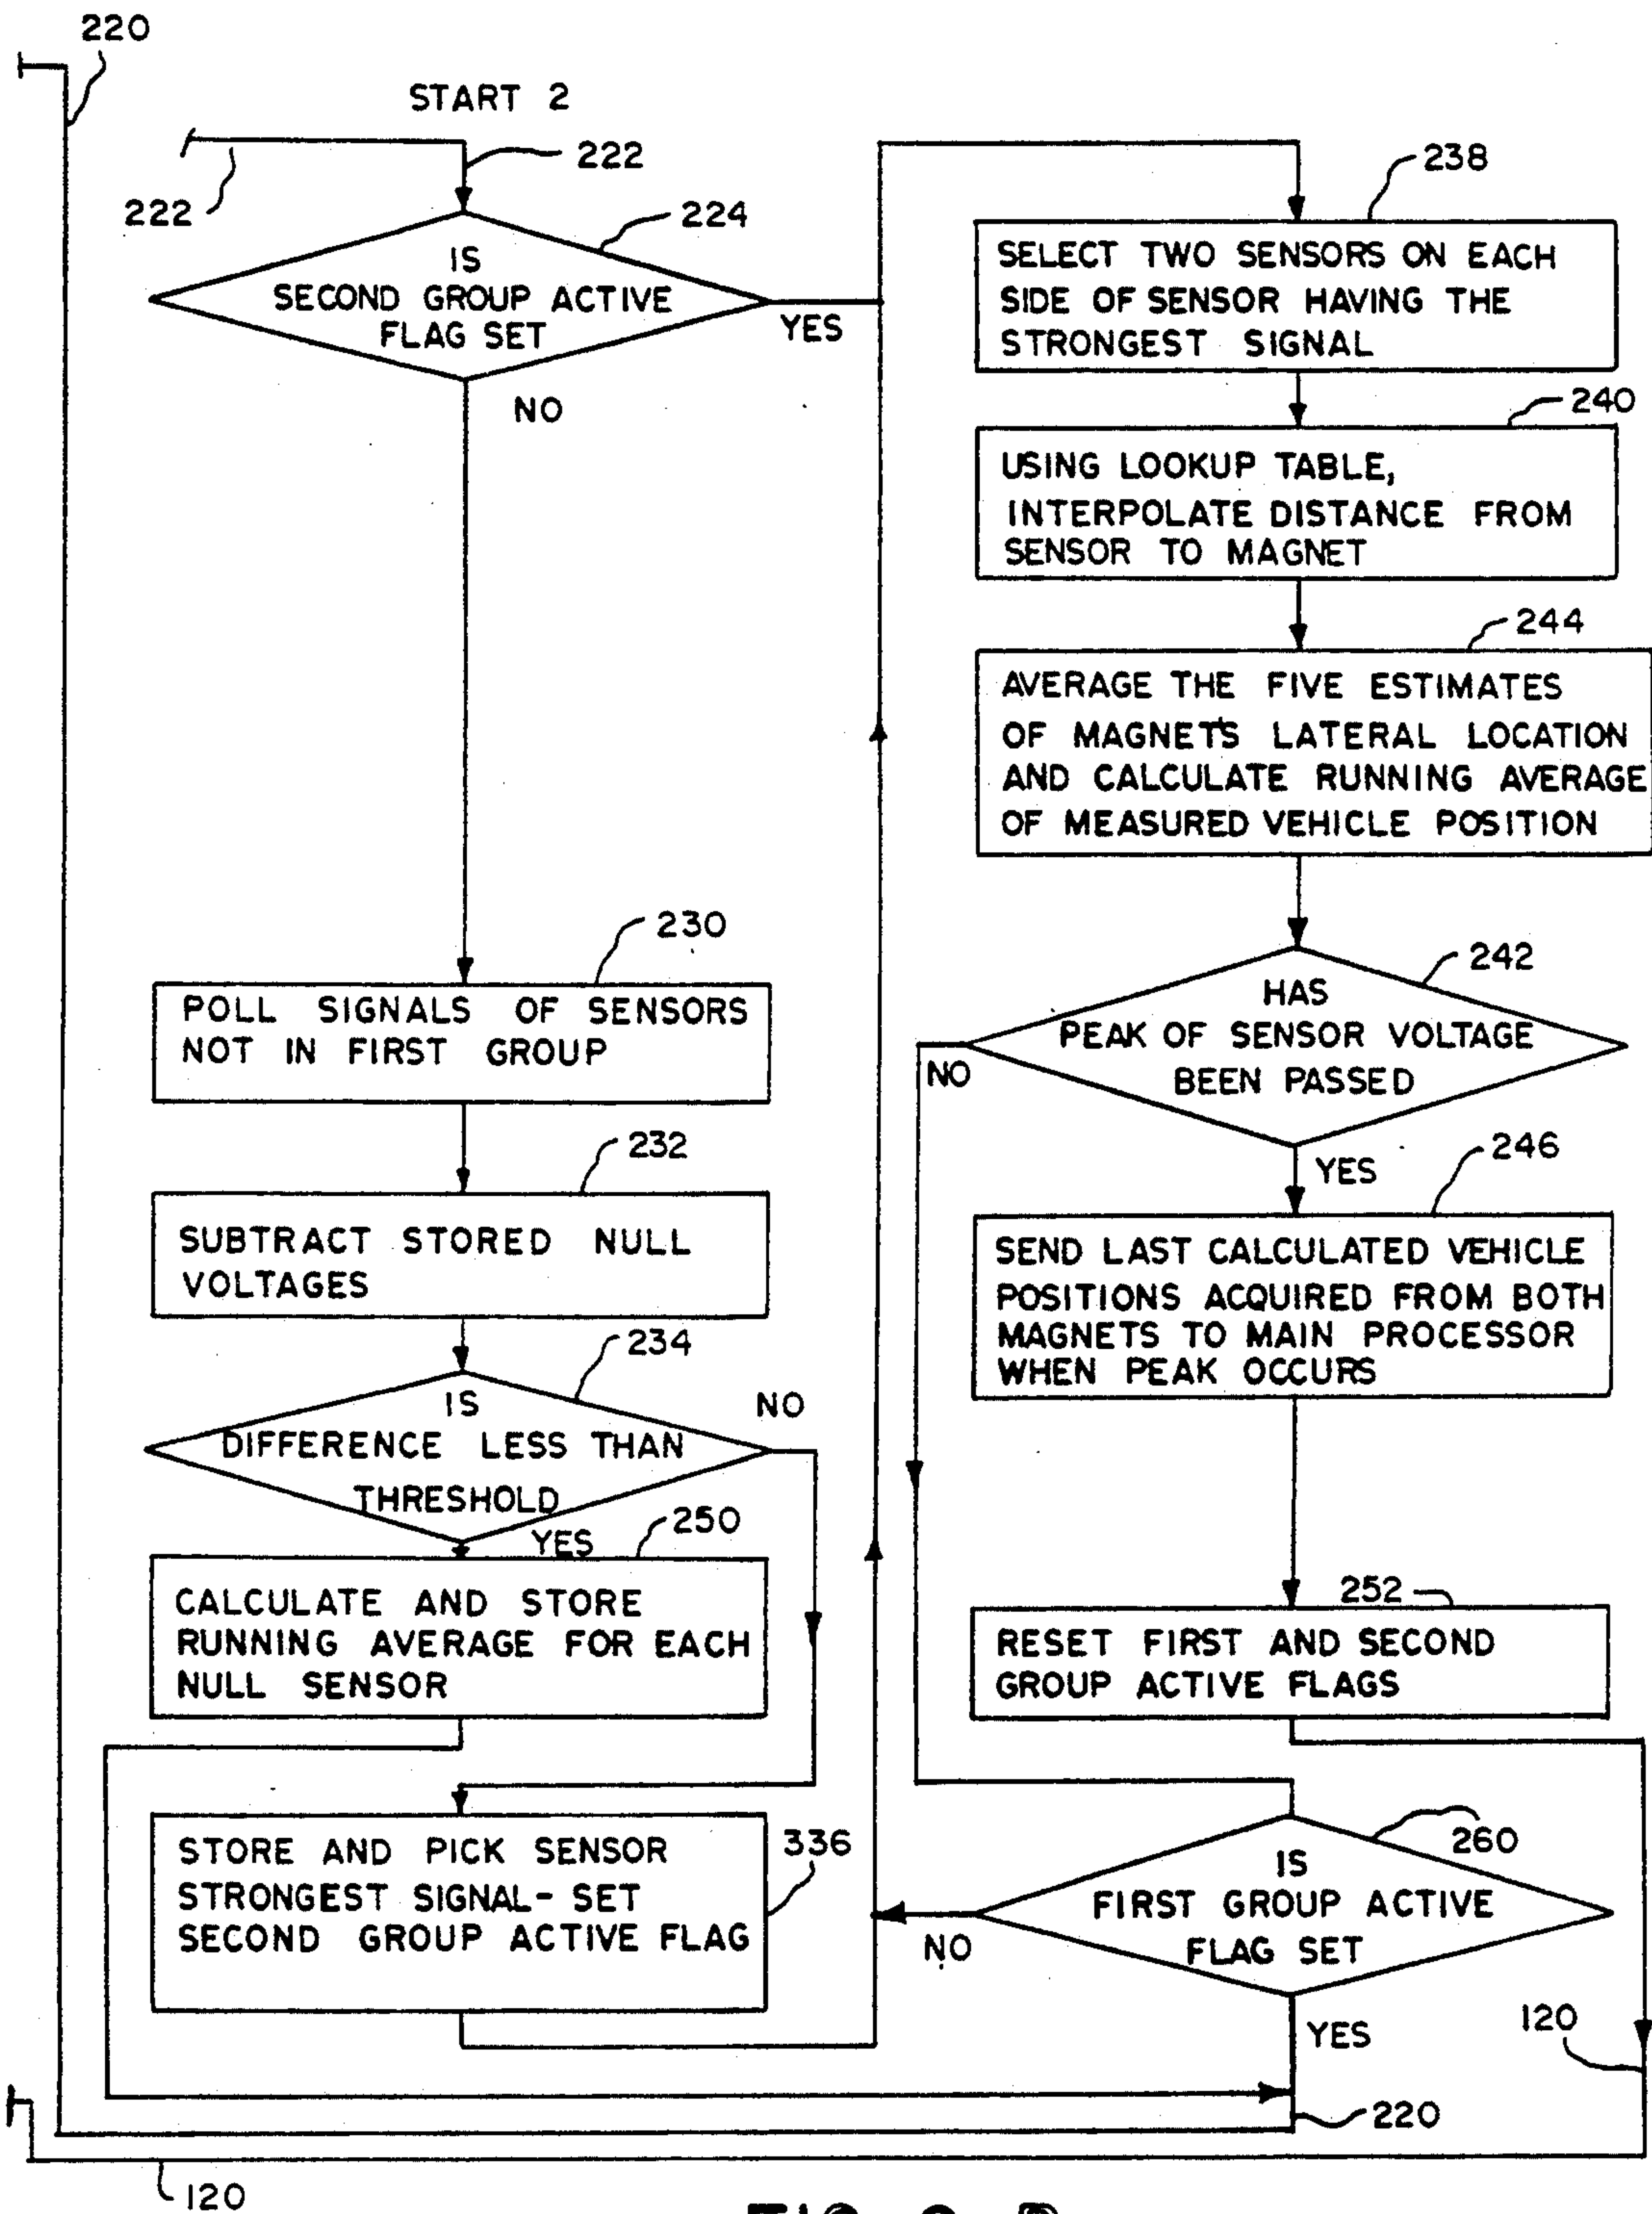 220
START 2
222
222
224
IS
SECOND GROUP ACTIVE
FLAG SET
YES
NO
230
POLL SIGNALS OF SENSORS
NOT IN FIRST GROUP
232
SUBTRACT STORED NULL
VOLTAGES
234
IS
DIFFERENCE LESS THAN
THRESHOLD
NO
YES
250
CALCULATE AND STORE
RUNNING AVERAGE FOR EACH
NULL SENSOR
STORE AND PICK SENSOR
STRONGEST SIGNAL- SET
SECOND GROUP ACTIVE FLAG
336
238
SELECT TWO SENSORS ON EACH
SIDE OF SENSOR HAVING THE
STRONGEST SIGNAL
240
USING LOOKUP TABLE,
INTERPOLATE DISTANCE FROM
SENSOR TO MAGNET
244
AVERAGE THE FIVE ESTIMATES
OF MAGNET'S LATERAL LOCATION
AND CALCULATE RUNNING AVERAGE
OF MEASURED VEHICLE POSITION
242
HAS
PEAK OF SENSOR VOLTAGE
BEEN PASSED
NO
YES
246
SEND LAST CALCULATED VEHICLE
POSITIONS ACQUIRED FROM BOTH
MAGNETS TO MAIN PROCESSOR
WHEN PEAK OCCURS
252
RESET FIRST AND SECOND
GROUP ACTIVE FLAGS
260
IS
FIRST GROUP ACTIVE
FLAG SET
NO
YES
120
220
120